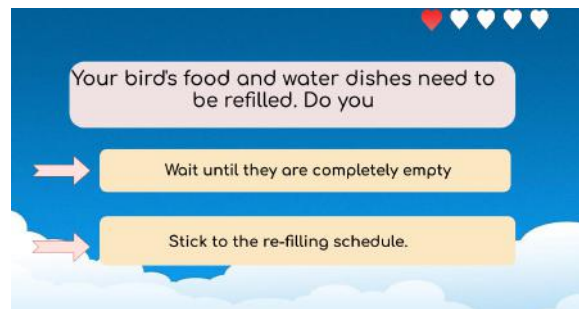 Your bird's food and water dishes need to
be refilled. Do you
Wait until they are completely empty
Stick to the re-filling schedule.